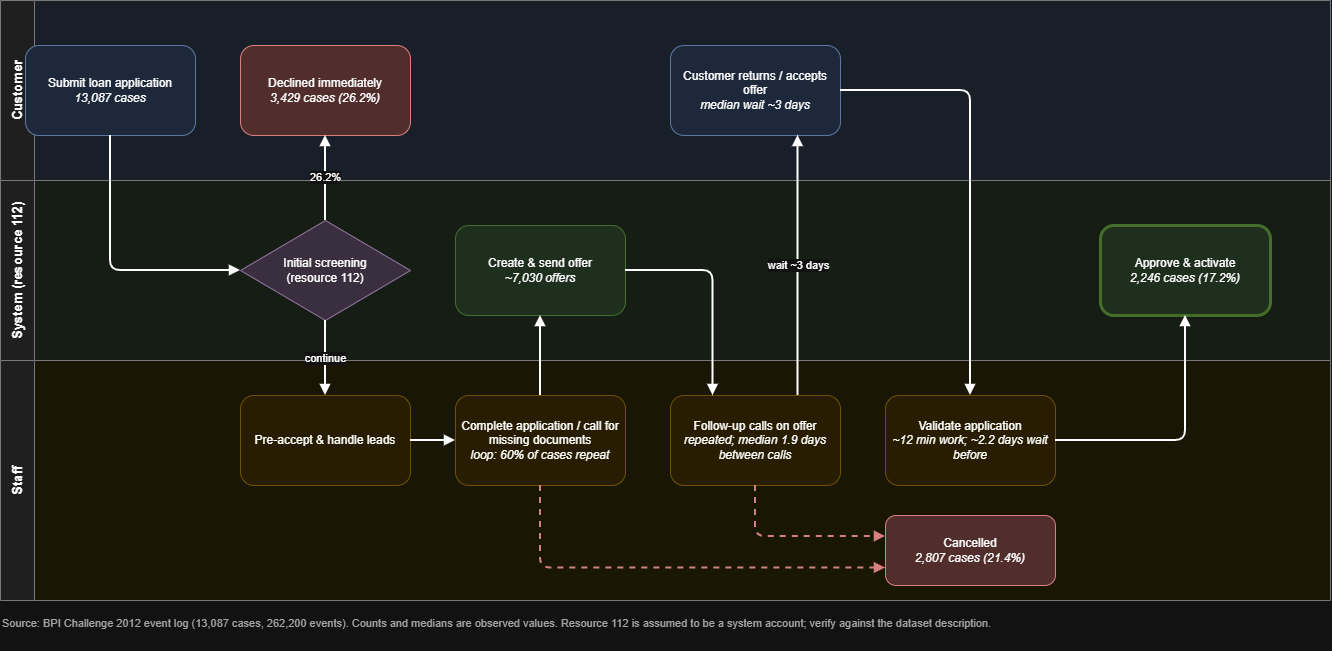 Customer
Submit loan application
13,087 cases
Declined immediately
3,429 cases (26.2%)
Customer returns / accepts
offer
median wait ~3 days
26.2%
System (resource 112)
Initial screening
(resource 112)
Create & send offer
~7,030 offers
wait ~3 days
Approve & activate
2,246 cases (17.2%)
continue
Staff
Pre-accept & handle leads
Complete application / call for
missing documents
loop: 60% of cases repeat
Follow-up calls on offer
repeated; median 1.9 days
between calls
Validate application
~12 min work; ~2.2 days wait
before
Cancelled
2,807 cases (21.4%)
Source: BPI Challenge 2012 event log (13,087 cases, 262,200 events). Counts and medians are observed values. Resource 112 is assumed to be a system account; verify against the dataset description.